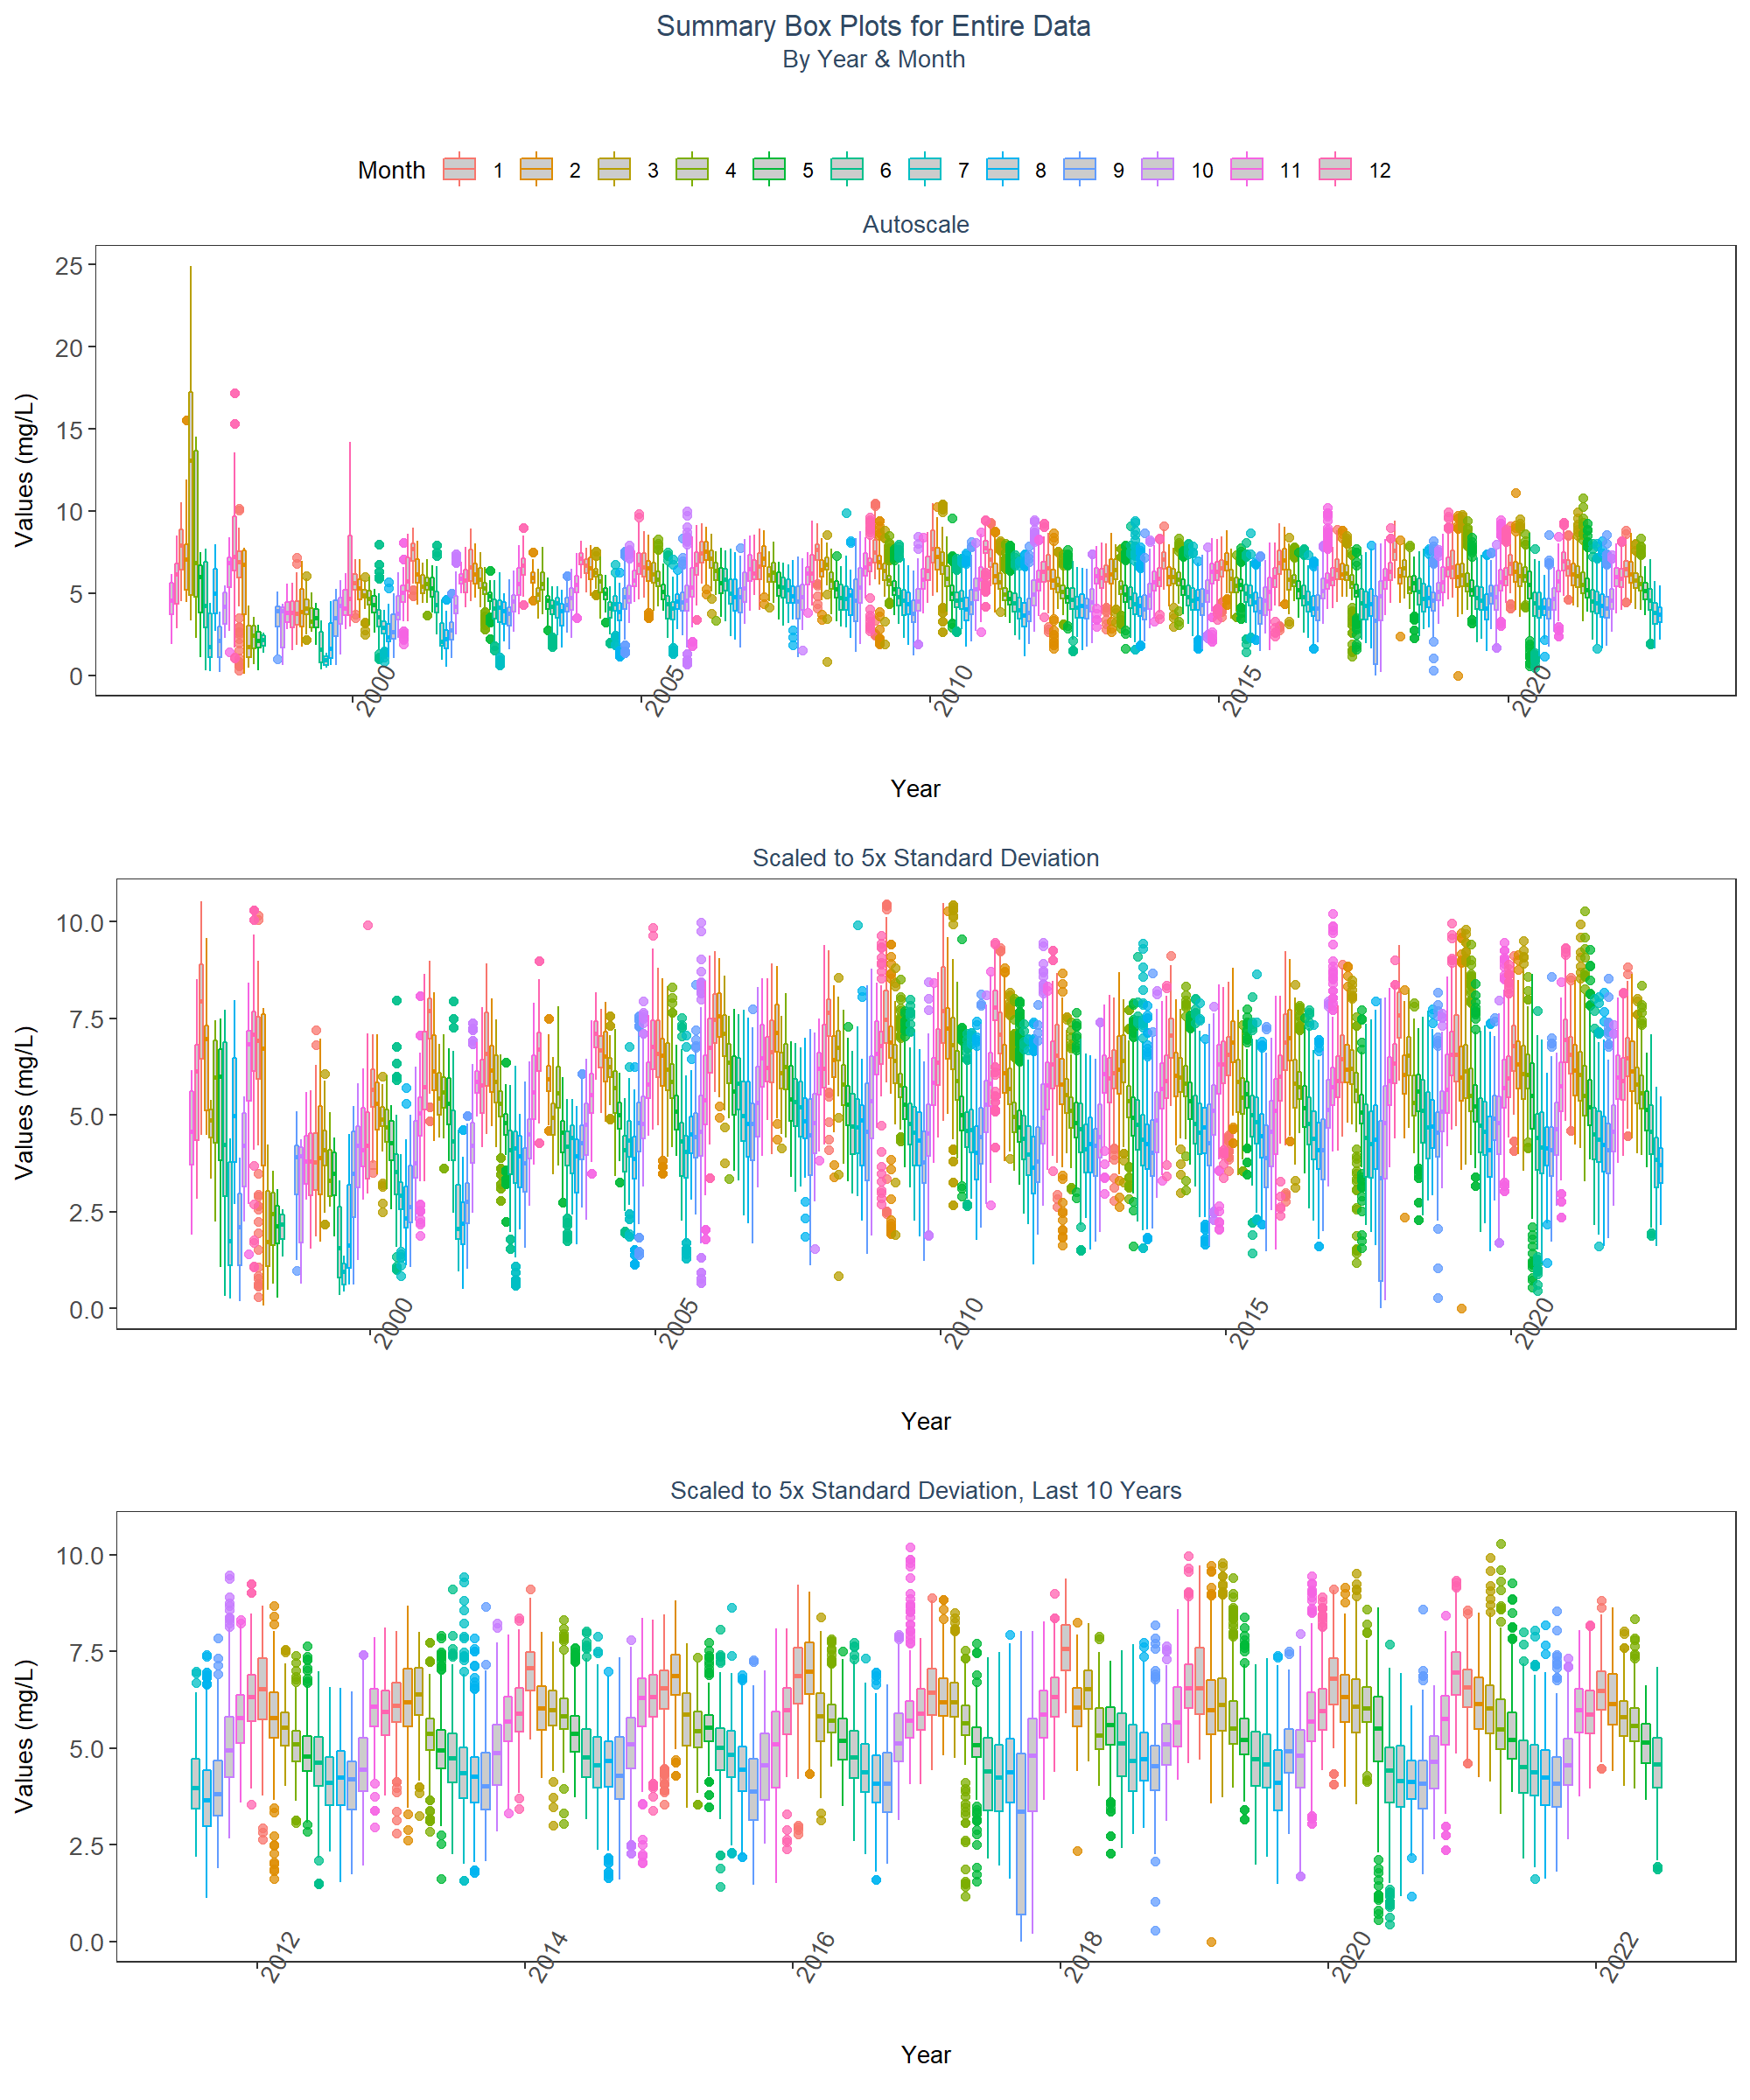 Summary Box Plots for Entire Data
By Year & Month
Month 1 2 3 4 5 6 7 8 9 10 11 12
Autoscale
Values (mg/L)
25
20
15
10
5
0
2000 2005 2010 2015 2020
Year
Scaled to 5x Standard Deviation
Values (mg/L)
10.0
7.5
5.0
2.5
0.0
2000 2005 2010 2015 2020
Year
Scaled to 5x Standard Deviation, Last 10 Years
Values (mg/L)
10.0
7.5
5.0
2.5
0.0
2012 2014 2016 2018 2020 2022
Year